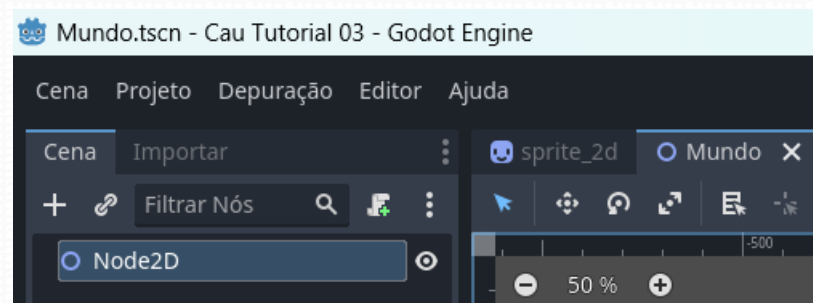 Mundo.tscn - Cau Tutorial 03 - Godot Engine
Cena Projeto Depuração Editor Ajuda
Cena Importar
sprite_2d Mundo
Filtrar Nós
Node2D
-500
50 %